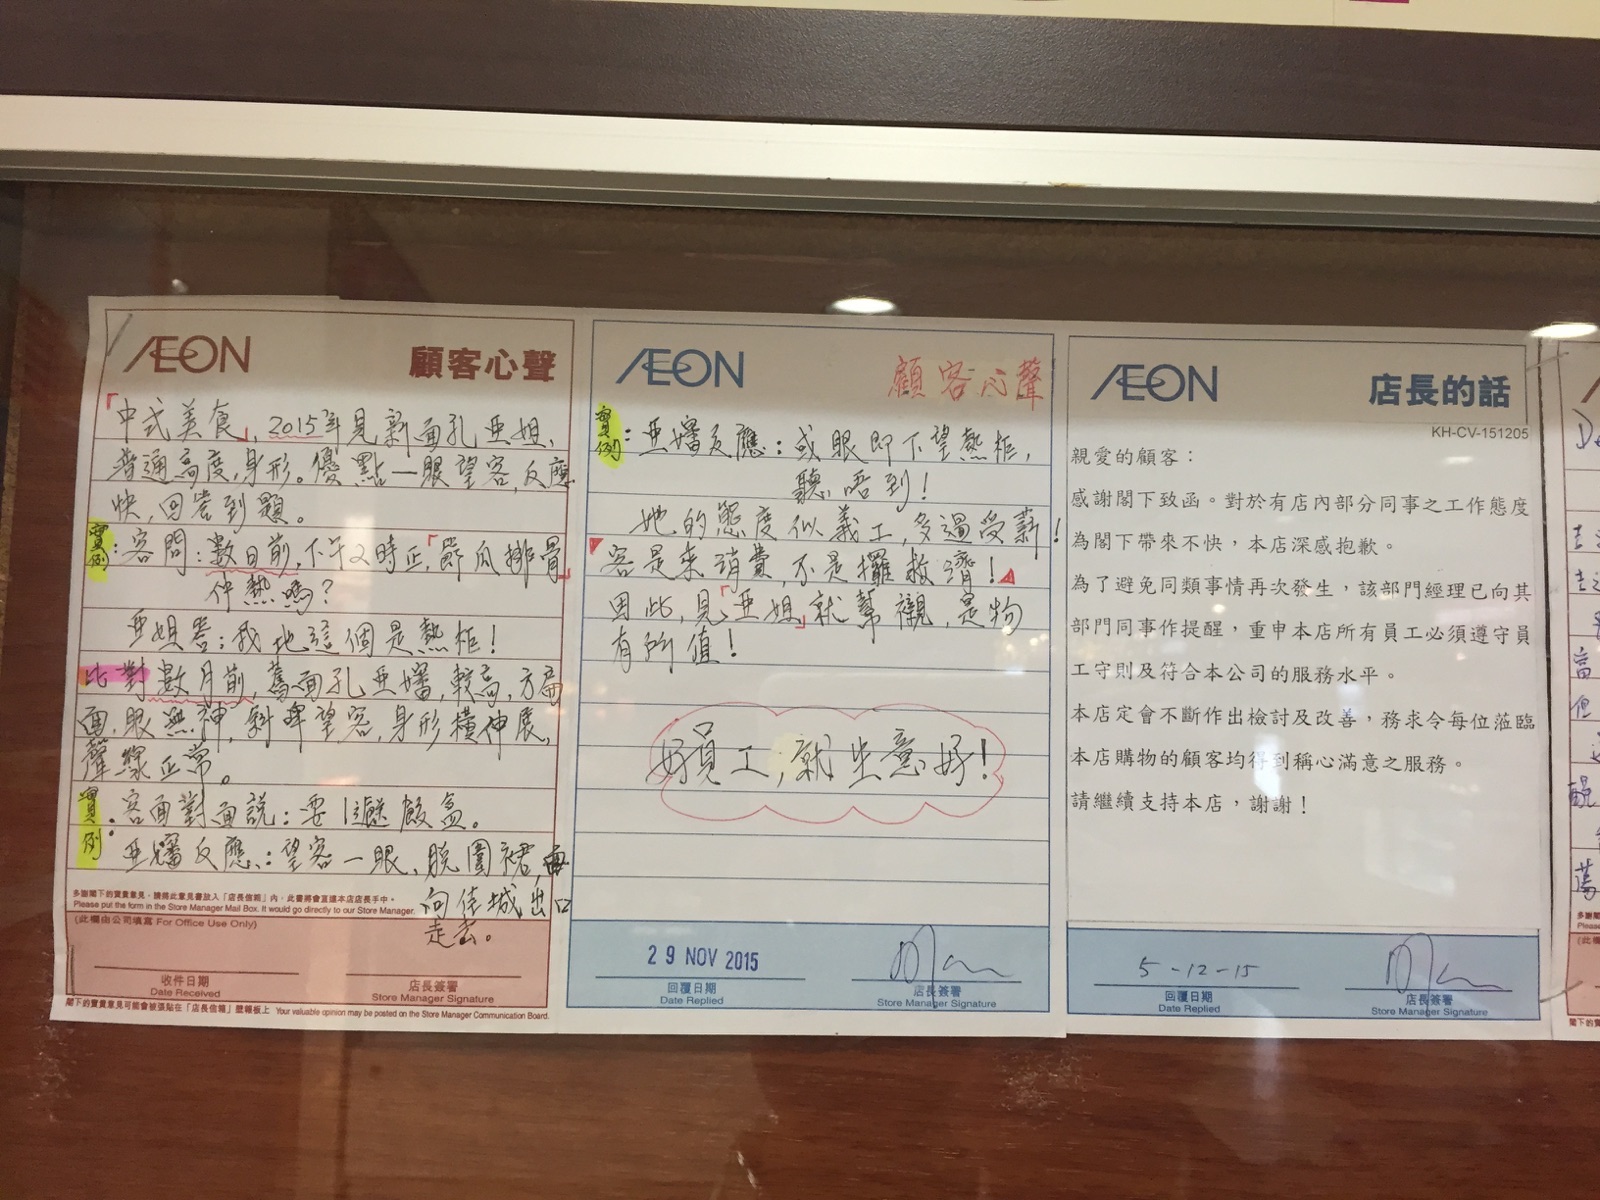 ÆON
顧客心聲
「中式美食」，2015年見新面孔亞姐、
普通高度，身形。優點一眼望客，反應
快，回答到題。
實例：客問：數日前，下午2時正「節瓜排骨」
仲熱嗎？
亞姐答：我地這個是熱柜！
比對數月前，舊面孔亞嬸，較高，方扁
面，眼無神，斜眸望客，身形橫伸展，
聲線正常。
實例：客面對面說：要1餸飯盒。
亞嬸反應：望客一眼、脫圍裙，
向佳城出口
走去。
多謝閣下的寶貴意見，請將此意見書放入「店長信箱」內，此書將會直達本店店長手中。
Please put the form in the Store Manager Mail Box. It would go directly to our Store Manager.
(此欄由公司填寫 For Office Use Only)
收件日期
Date Received
店長簽署
Store Manager Signature
閣下的寶貴意見可能會被張貼在「店長信箱」壁報板上 Your valuable opinion may be posted on the Store Manager Communication Board.
ÆON
顧客心聲
實例：亞嬸反應：或眼即下望熱柜，
聽唔到！
她的態度似義工，多過受薪！
客是來消費，不是攞救濟！
因此，見「亞姐」就幫襯，是物
有所值！
好員工，就生意好！
29 NOV 2015
回覆日期
Date Replied
店長簽署
Store Manager Signature
ÆON
店長的話
KH-CV-151205
親愛的顧客：
感謝閣下致函。對於有店內部分同事之工作態度
為閣下帶來不快，本店深感抱歉。
為了避免同類事情再次發生，該部門經理已向其
部門同事作提醒，重申本店所有員工必須遵守員
工守則及符合本公司的服務水平。
本店定會不斷作出檢討及改善，務求令每位蒞臨
本店購物的顧客均得到稱心滿意之服務。
請繼續支持本店，謝謝！
5-12-15
回覆日期
Date Replied
店長簽署
Store Manager Signature